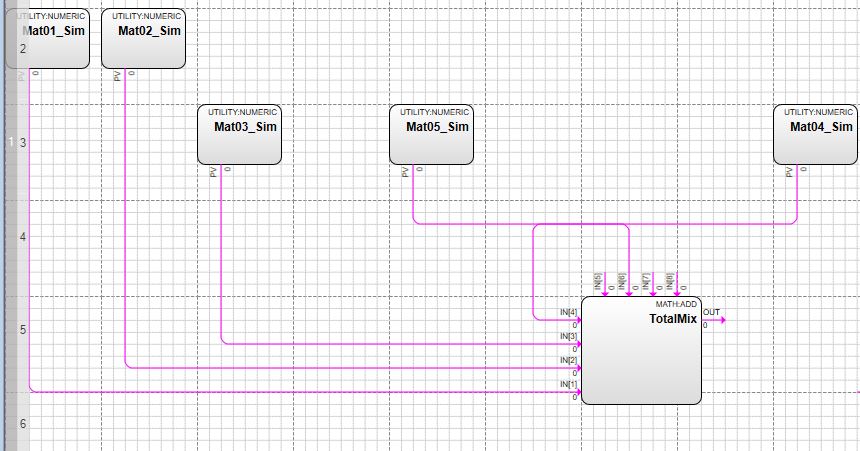 UTILITY:NUMERIC
Mat01_Sim
PV 0
UTILITY:NUMERIC
Mat02_Sim
PV 0
2
UTILITY:NUMERIC
Mat03_Sim
PV 0
UTILITY:NUMERIC
Mat05_Sim
PV 0
UTILITY:NUMERIC
Mat04_Sim
PV 0
1
3
4
IN[5] 0
IN[6] 0
IN[7] 0
IN[8] 0
MATH:ADD
TotalMix
IN[4]
0
IN[3]
0
IN[2]
0
IN[1]
0
OUT
0
5
6